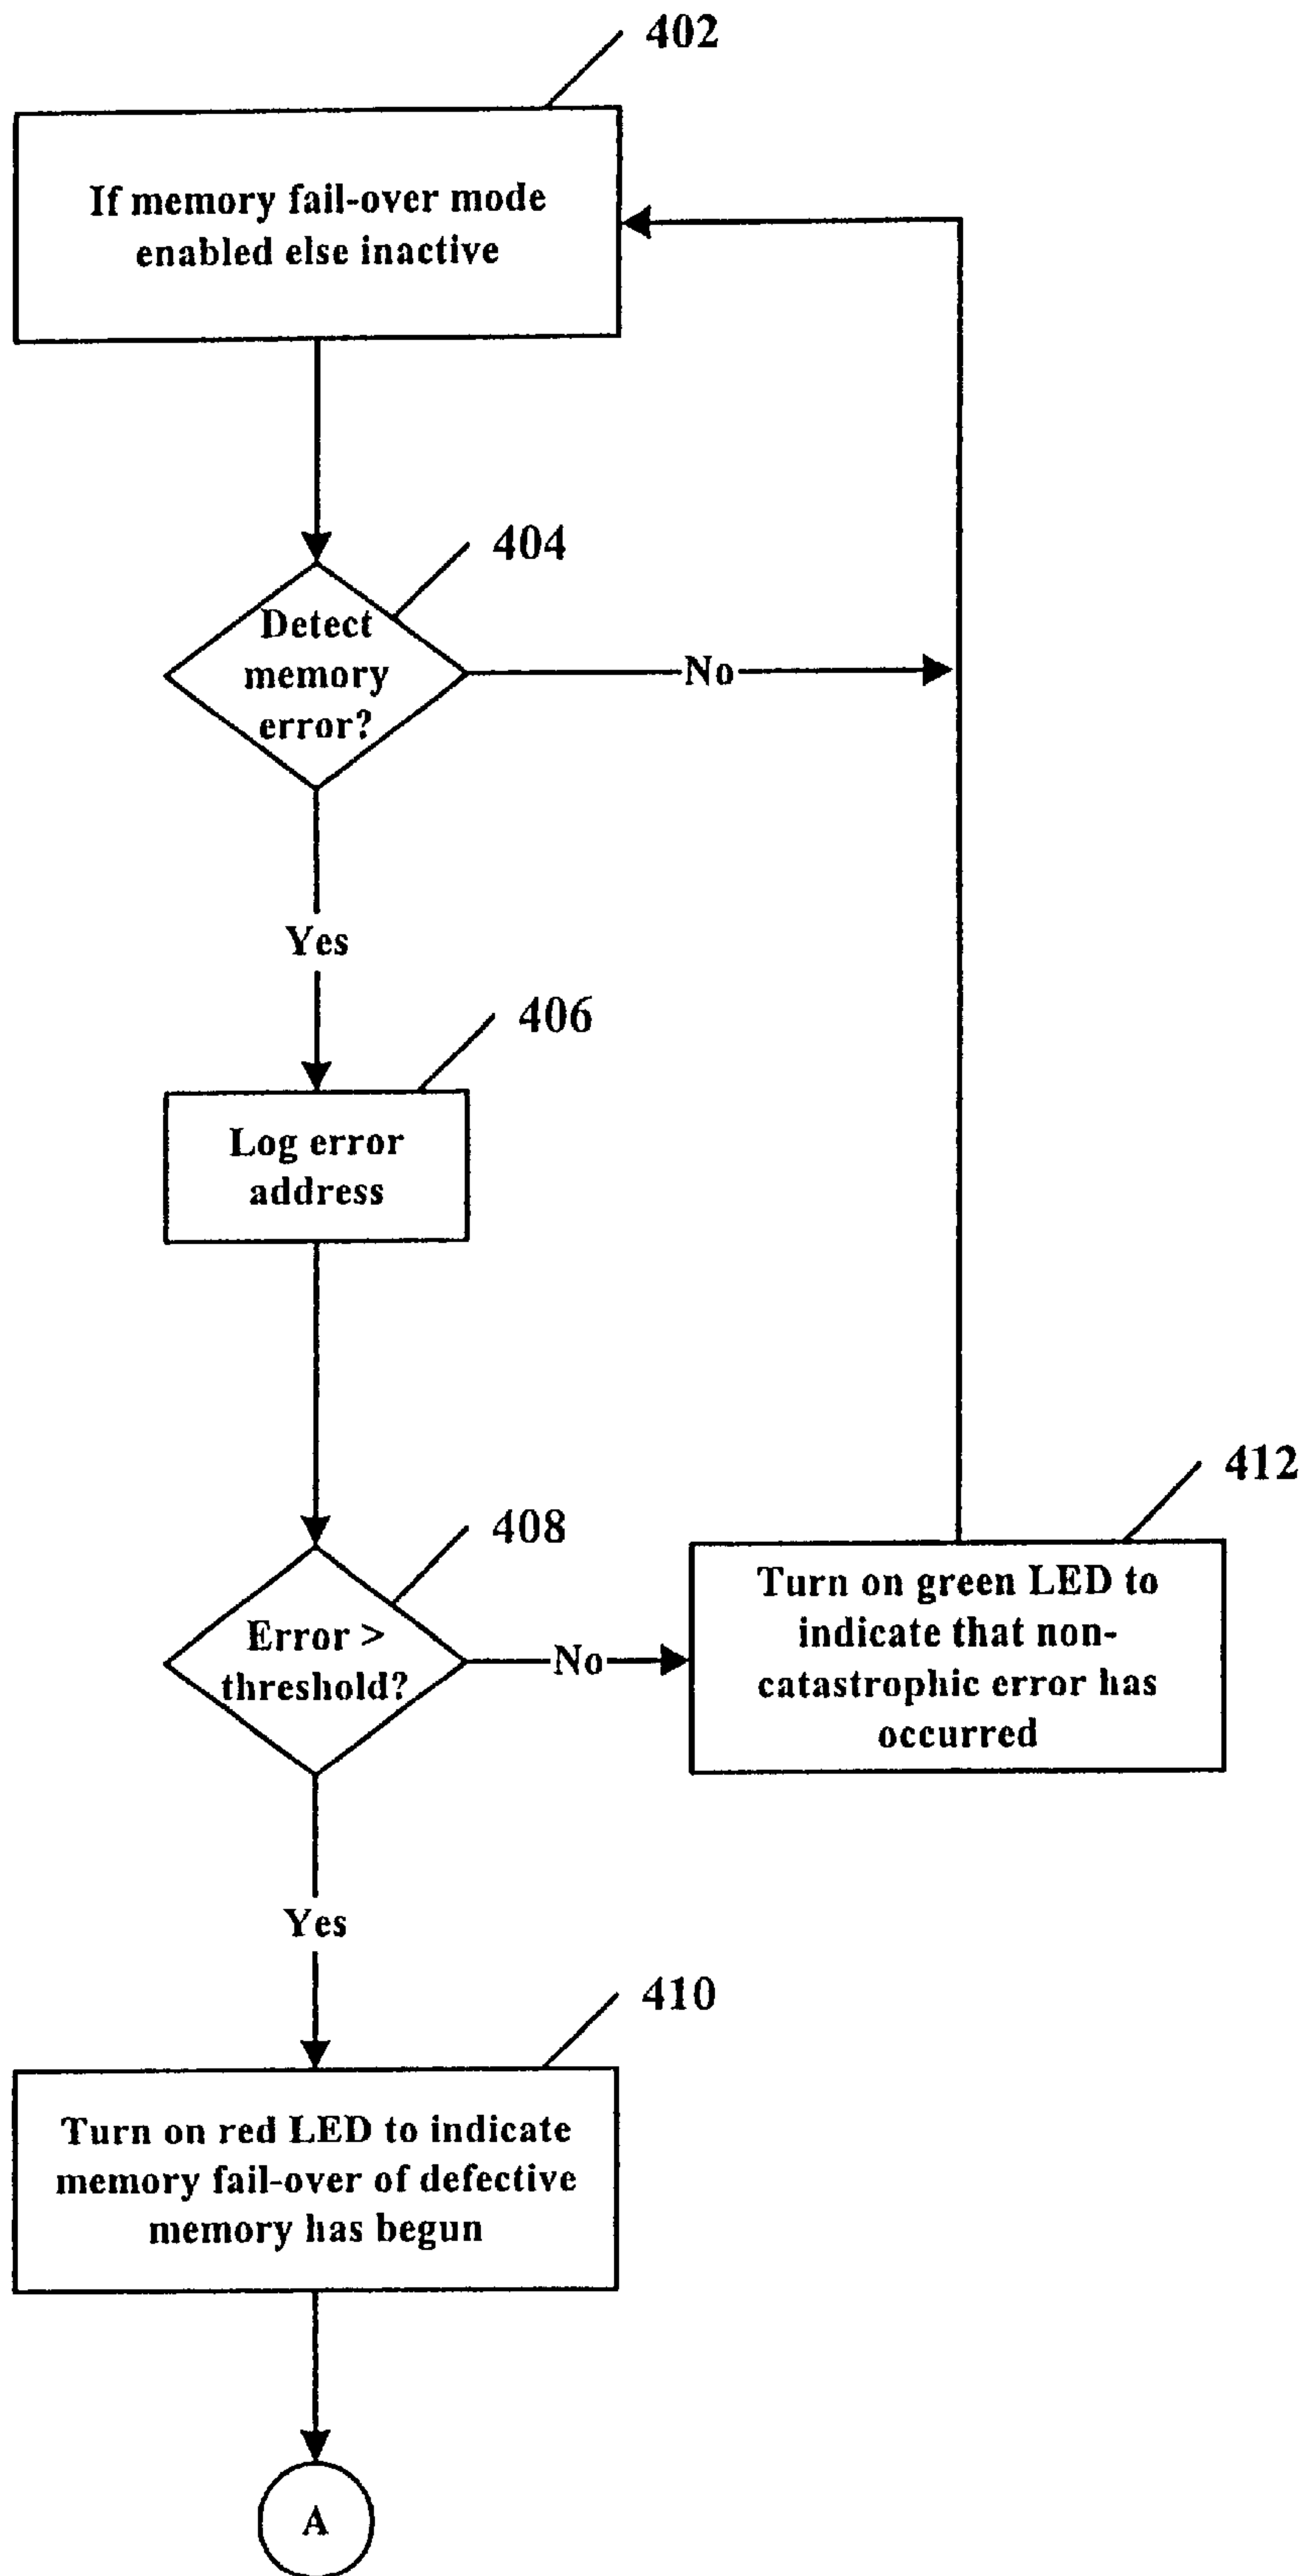 402
If memory fail-over mode
enabled else inactive
404
Detect
memory
error?
No
Yes
406
Log error
address
408
Error >
threshold?
No
412
Turn on green LED to
indicate that non-
catastrophic error has
occurred
Yes
410
Turn on red LED to indicate
memory fail-over of defective
memory has begun
A